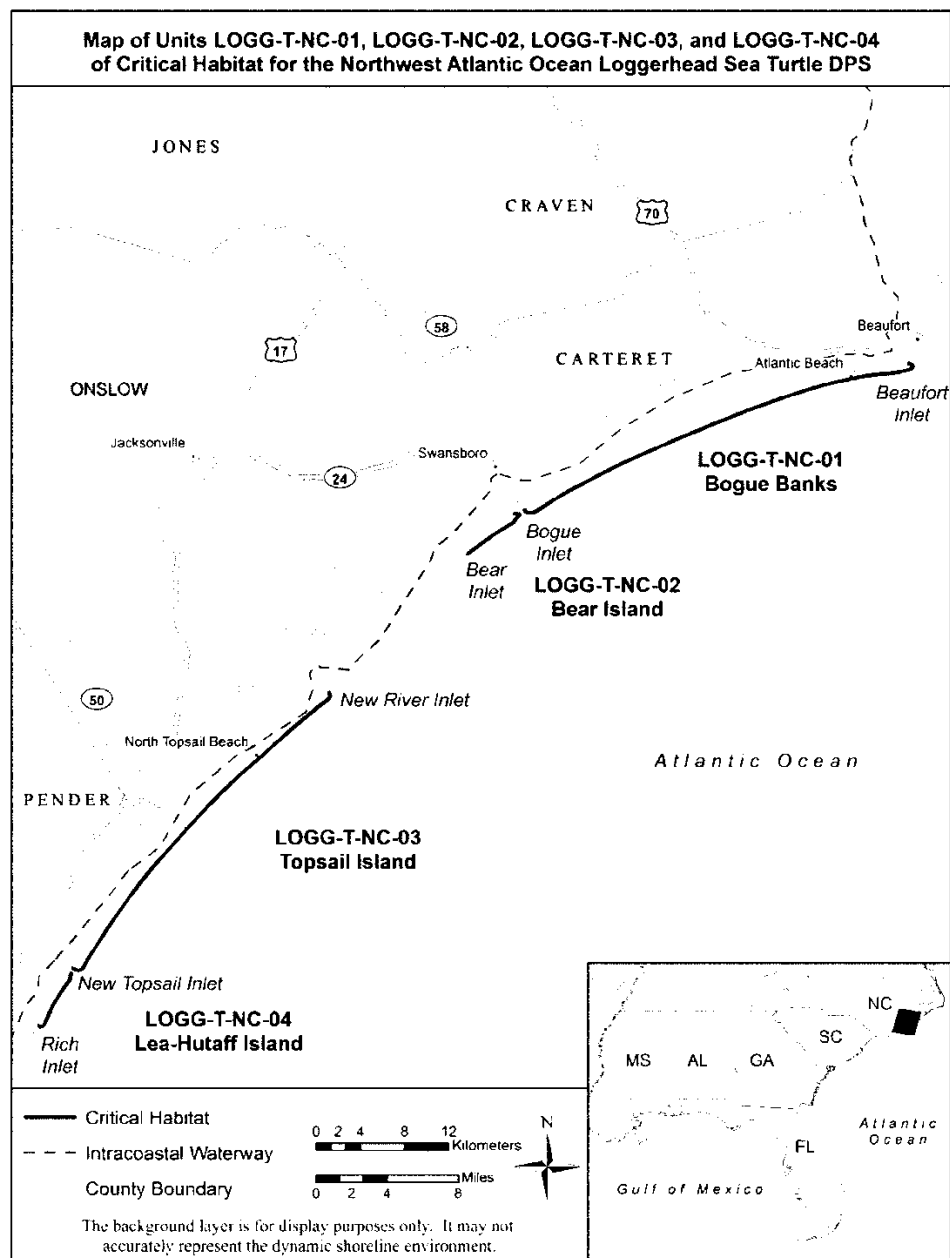 Map of Units LOGG-T-NC-01, LOGG-T-NC-02, LOGG-T-NC-03, and LOGG-T-NC-04
of Critical Habitat for the Northwest Atlantic Ocean Loggerhead Sea Turtle DPS
JONES
CRAVEN
70
58
17
Beaufort
CARTERET
Atlantic Beach
ONSLOW
Beaufort
Inlet
Jacksonville
Swansboro
24
LOGG-T-NC-01
Bogue Banks
Bogue
Inlet
Bear
Inlet
LOGG-T-NC-02
Bear Island
50
New River Inlet
North Topsail Beach
Atlantic Ocean
PENDER
LOGG-T-NC-03
Topsail Island
New Topsail Inlet
LOGG-T-NC-04
Lea-Hutaff Island
Rich
Inlet
NC
SC
MS
AL
GA
FL
Atlantic
Ocean
Gulf of Mexico
Critical Habitat
Intracoastal Waterway
County Boundary
0 2 4 8 12
Kilometers
Miles
0 2 4 8
N
The background layer is for display purposes only. It may not
accurately represent the dynamic shoreline environment.